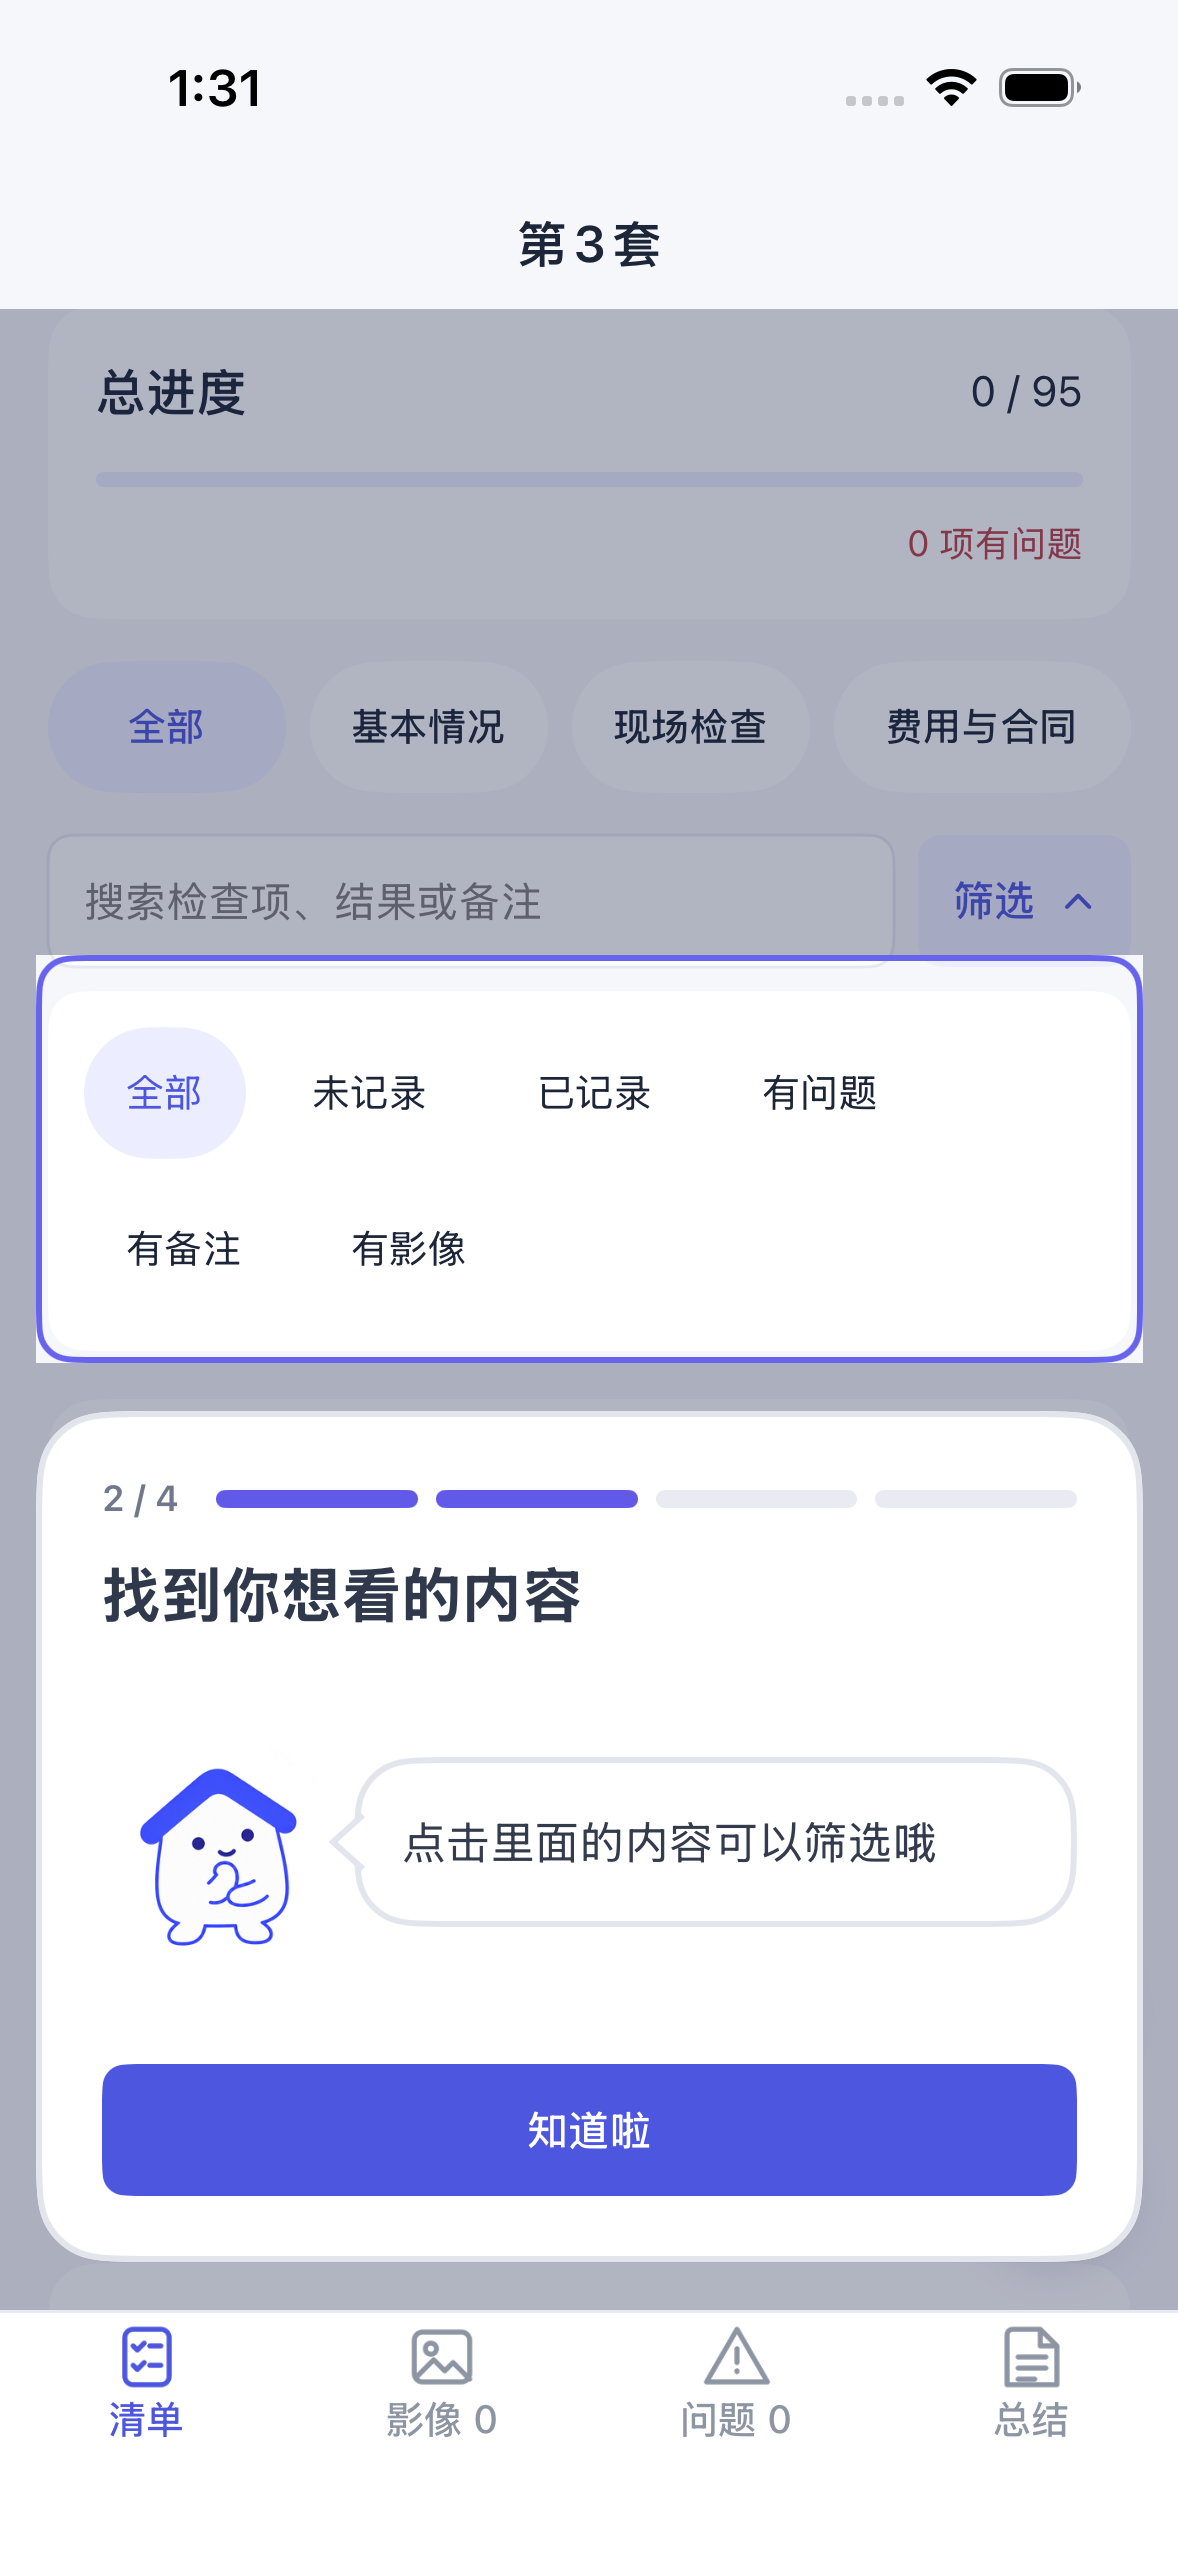 1:31
第3套
总进度
0 / 95
0 项有问题
全部 基本情况 现场检查 费用与合同
搜索检查项、结果或备注
筛选
全部 未记录 已记录 有问题
有备注 有影像
2 / 4
找到你想看的内容
点击里面的内容可以筛选哦
知道啦
清单 影像 0 问题 0 总结